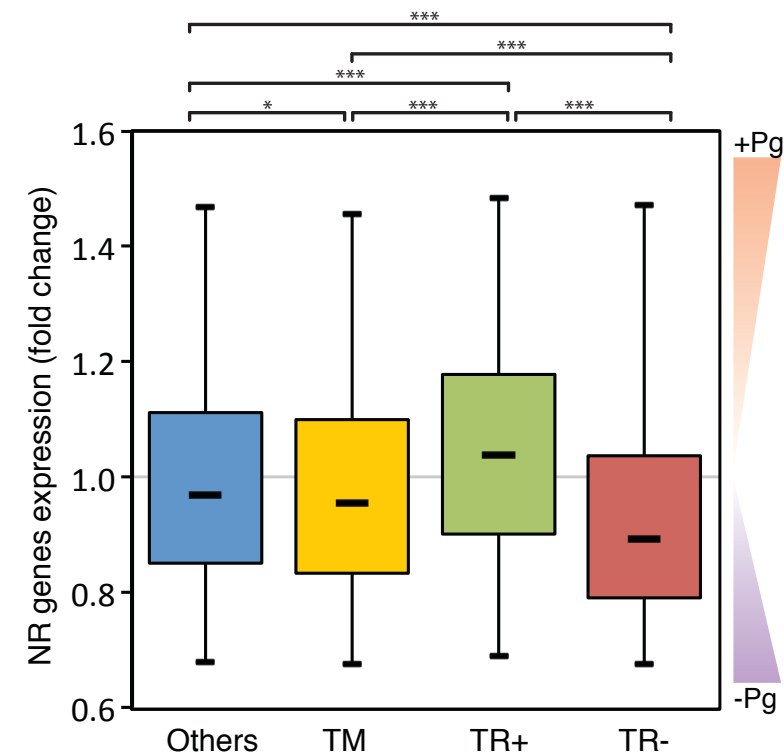 ***
***
***
*
***
***
NR genes expression (fold change)
1.6
1.4
1.2
1.0
0.8
0.6
+Pg
-Pg
Others
TM
TR+
TR-